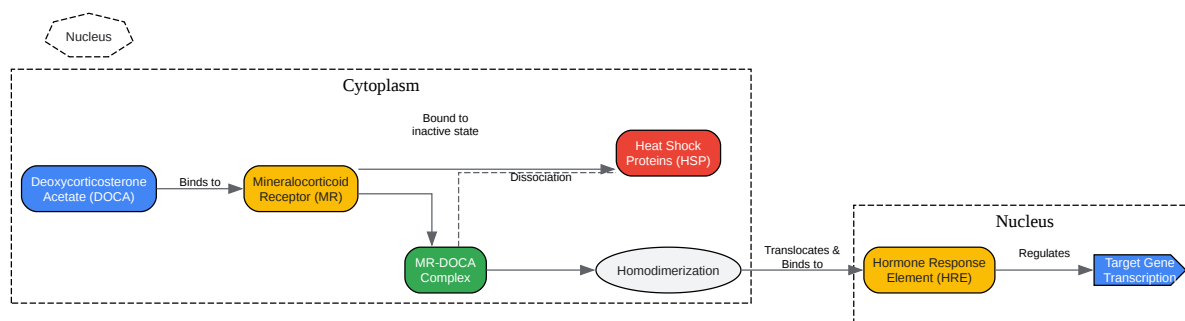 Nucleus
Cytoplasm
Bound to
inactive state
Heat Shock
Proteins (HSP)
Deoxycorticosterone
Acetate (DOCA)
Binds to
Mineralocorticoid
Receptor (MR)
Dissociation
MR-DOCA
Complex
Homodimerization
Translocates &
Binds to
Nucleus
Hormone Response
Element (HRE)
Regulates
Target Gene
Transcription